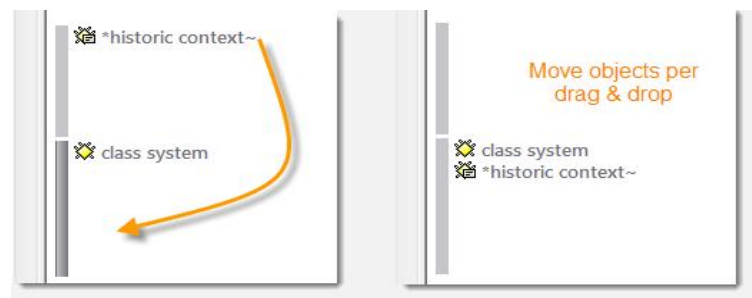 *historic context~
class system
Move objects per
drag & drop
class system
*historic context~